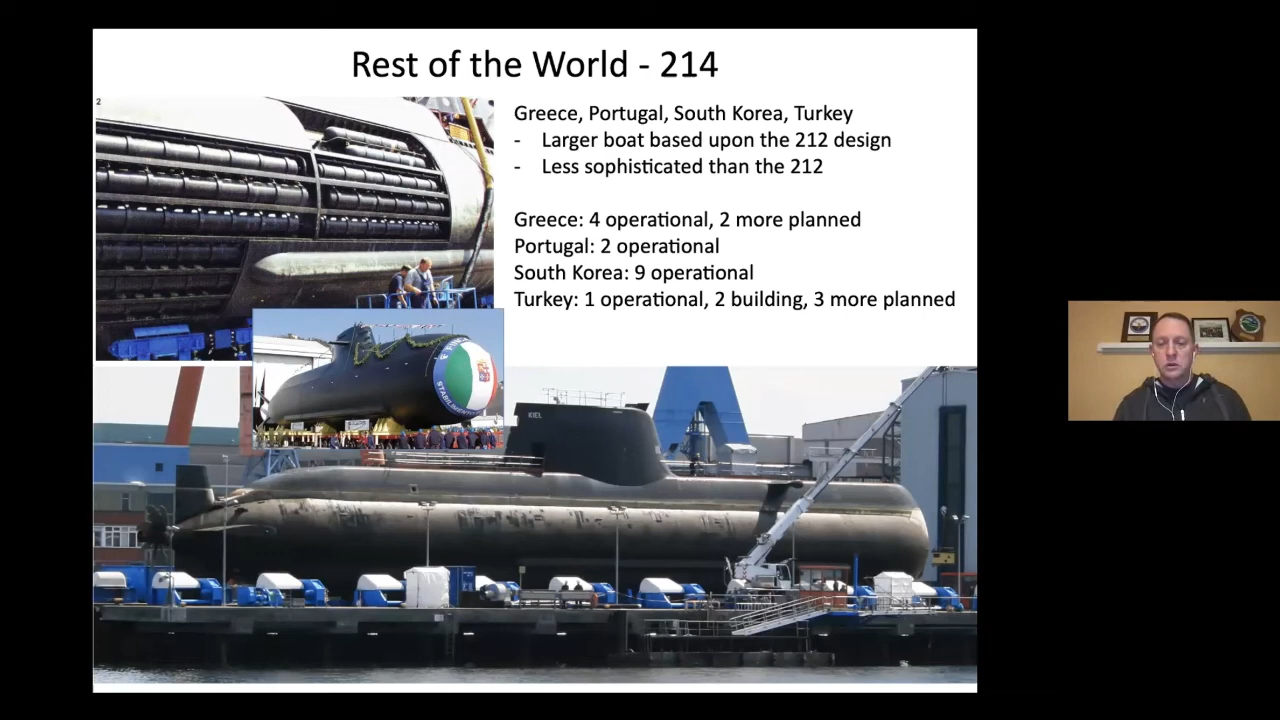 Rest of the World - 214
2
Greece, Portugal, South Korea, Turkey
- Larger boat based upon the 212 design
- Less sophisticated than the 212
Greece: 4 operational, 2 more planned
Portugal: 2 operational
South Korea: 9 operational
Turkey: 1 operational, 2 building, 3 more planned
KIEL